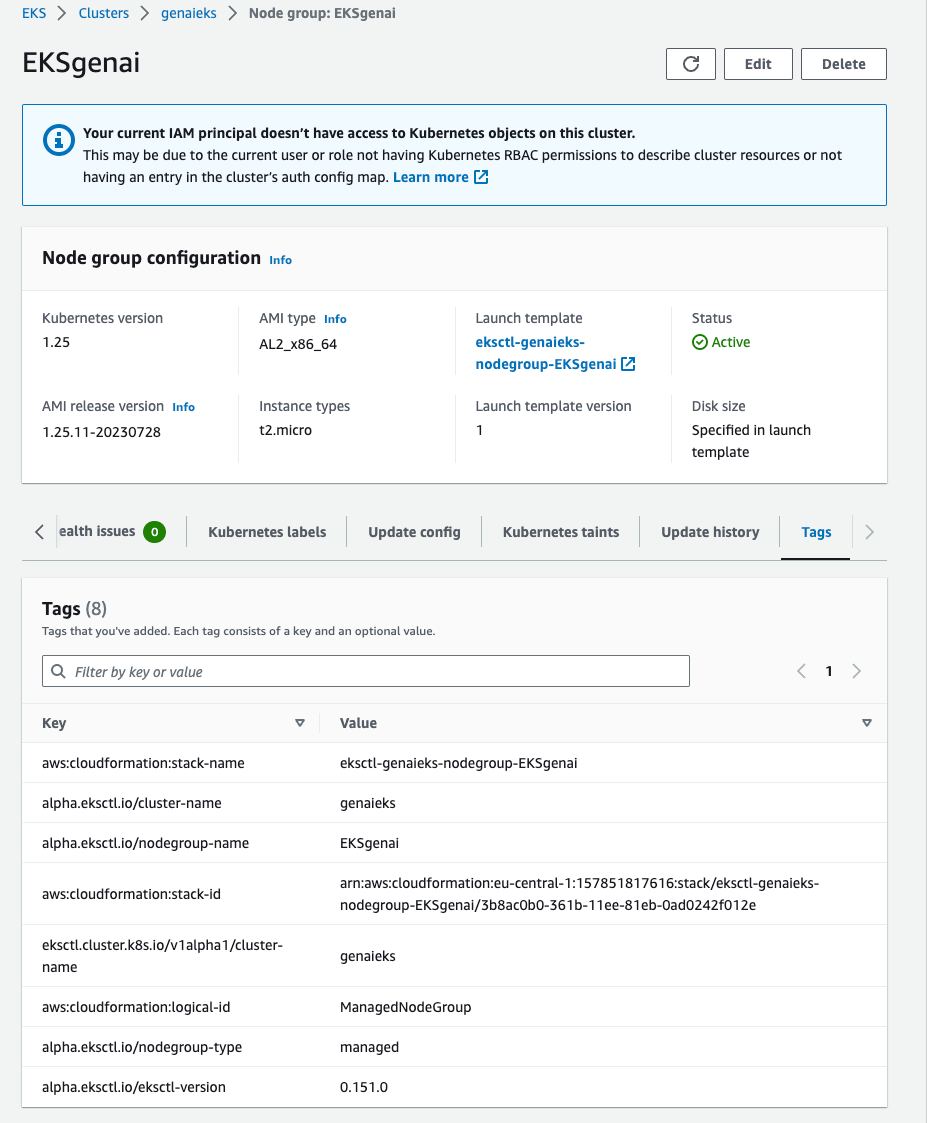 EKS > Clusters > genaieks > Node group: EKSgenai
EKSgenai
Edit
Delete
Your current IAM principal doesn't have access to Kubernetes objects on this cluster.
This may be due to the current user or role not having Kubernetes RBAC permissions to describe cluster resources or not
having an entry in the cluster's auth config map. Learn more
Node group configuration Info
Kubernetes version
1.25
AMI type Info
AL2_x86_64
Launch template
eksctl-genaieks-
nodegroup-EKSgenai
Status
Active
AMI release version Info
1.25.11-20230728
Instance types
t2.micro
Launch template version
1
Disk size
Specified in launch
template
ealth issues 0
Kubernetes labels
Update config
Kubernetes taints
Update history
Tags
Tags (8)
Tags that you've added. Each tag consists of a key and an optional value.
Filter by key or value
1
Key Value
aws:cloudformation:stack-name eksctl-genaieks-nodegroup-EKSgenai
alpha.eksctl.io/cluster-name genaieks
alpha.eksctl.io/nodegroup-name EKSgenai
aws:cloudformation:stack-id
arn:aws:cloudformation:eu-central-1:157851817616:stack/eksctl-genaieks-
nodegroup-EKSgenai/3b8ac0b0-361b-11ee-81eb-0ad0242f012e
eksctl.cluster.k8s.io/v1alpha1/cluster-
name
genaieks
aws:cloudformation:logical-id ManagedNodeGroup
alpha.eksctl.io/nodegroup-type managed
alpha.eksctl.io/eksctl-version 0.151.0